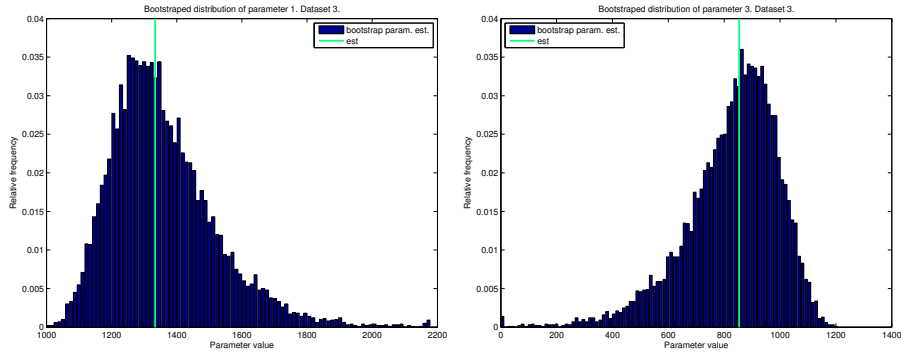 Bootstraped distribution of parameter 1. Dataset 3.
0.04
0.035
0.03
0.025
0.02
0.015
0.01
0.005
0
Relative frequency
bootstrap param. est.
est
1000 1200 1400 1600 1800 2000 2200
Parameter value
Bootstraped distribution of parameter 3. Dataset 3.
0.04
0.035
0.03
0.025
0.02
0.015
0.01
0.005
0
Relative frequency
bootstrap param. est.
est
0 200 400 600 800 1000 1200 1400
Parameter value